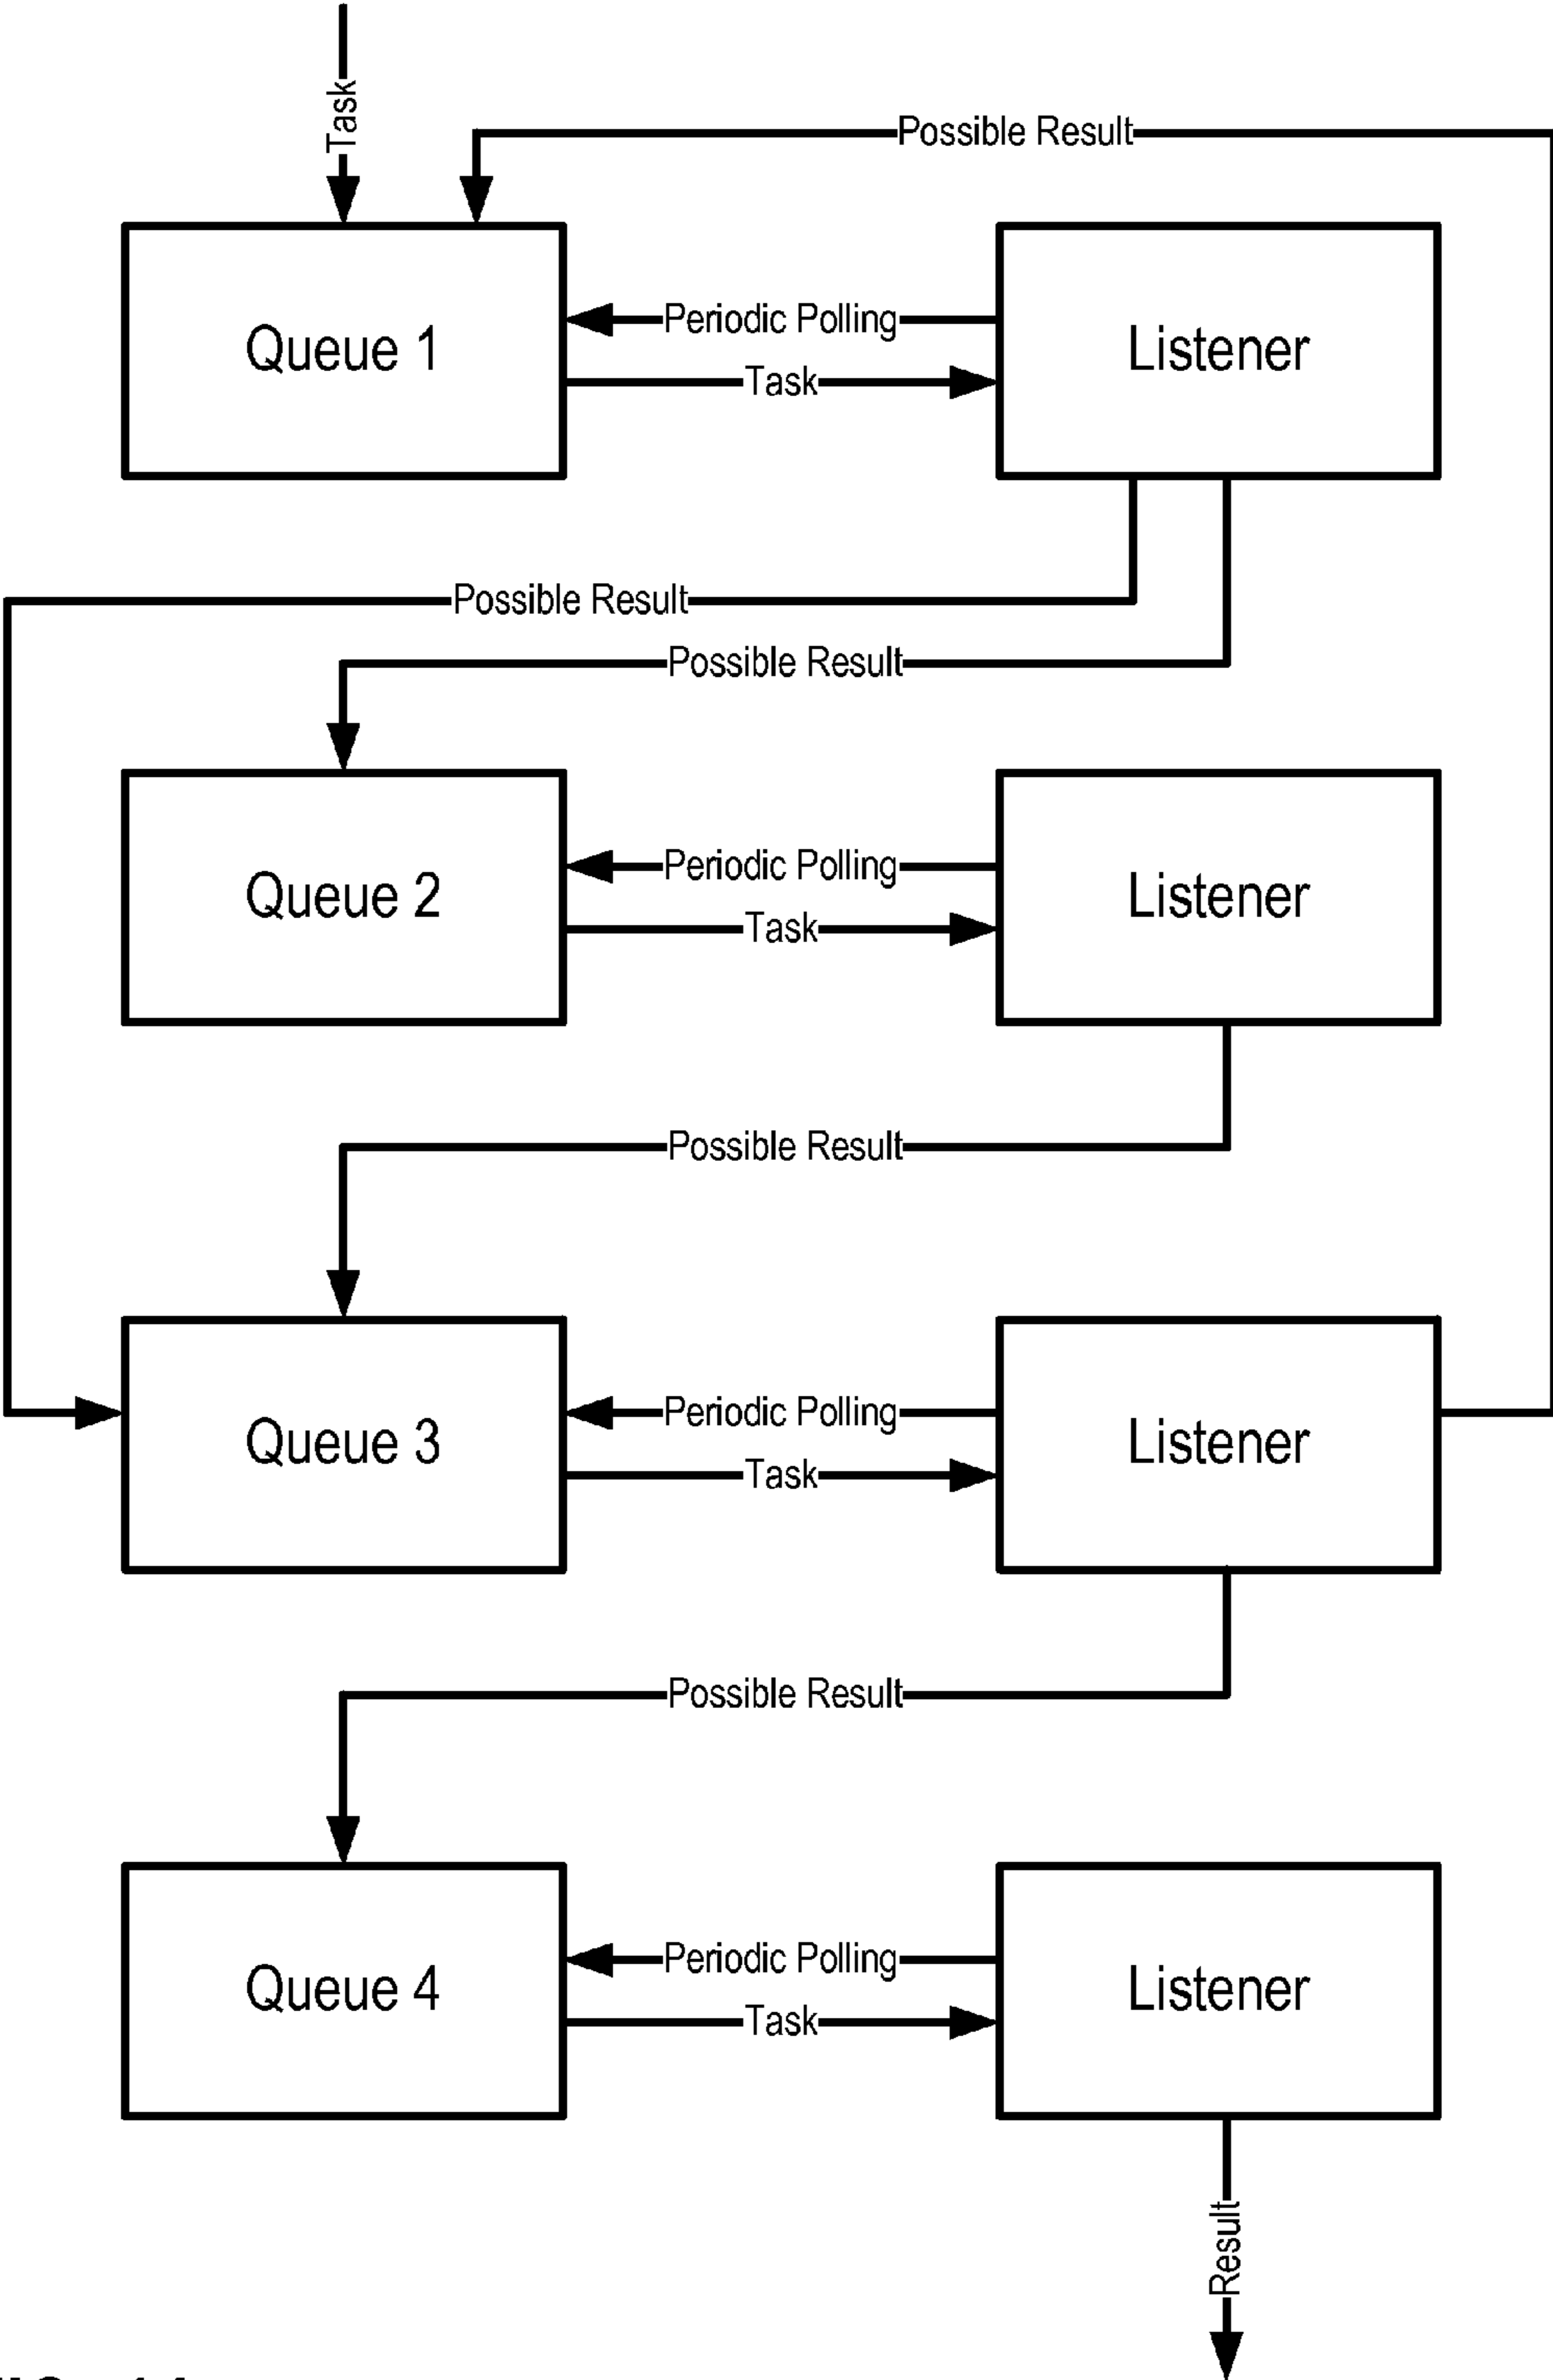 Task
Possible Result
Queue 1
Periodic Polling
Task
Listener
Possible Result
Possible Result
Queue 2
Periodic Polling
Task
Listener
Possible Result
Queue 3
Periodic Polling
Task
Listener
Possible Result
Queue 4
Periodic Polling
Task
Listener
Result